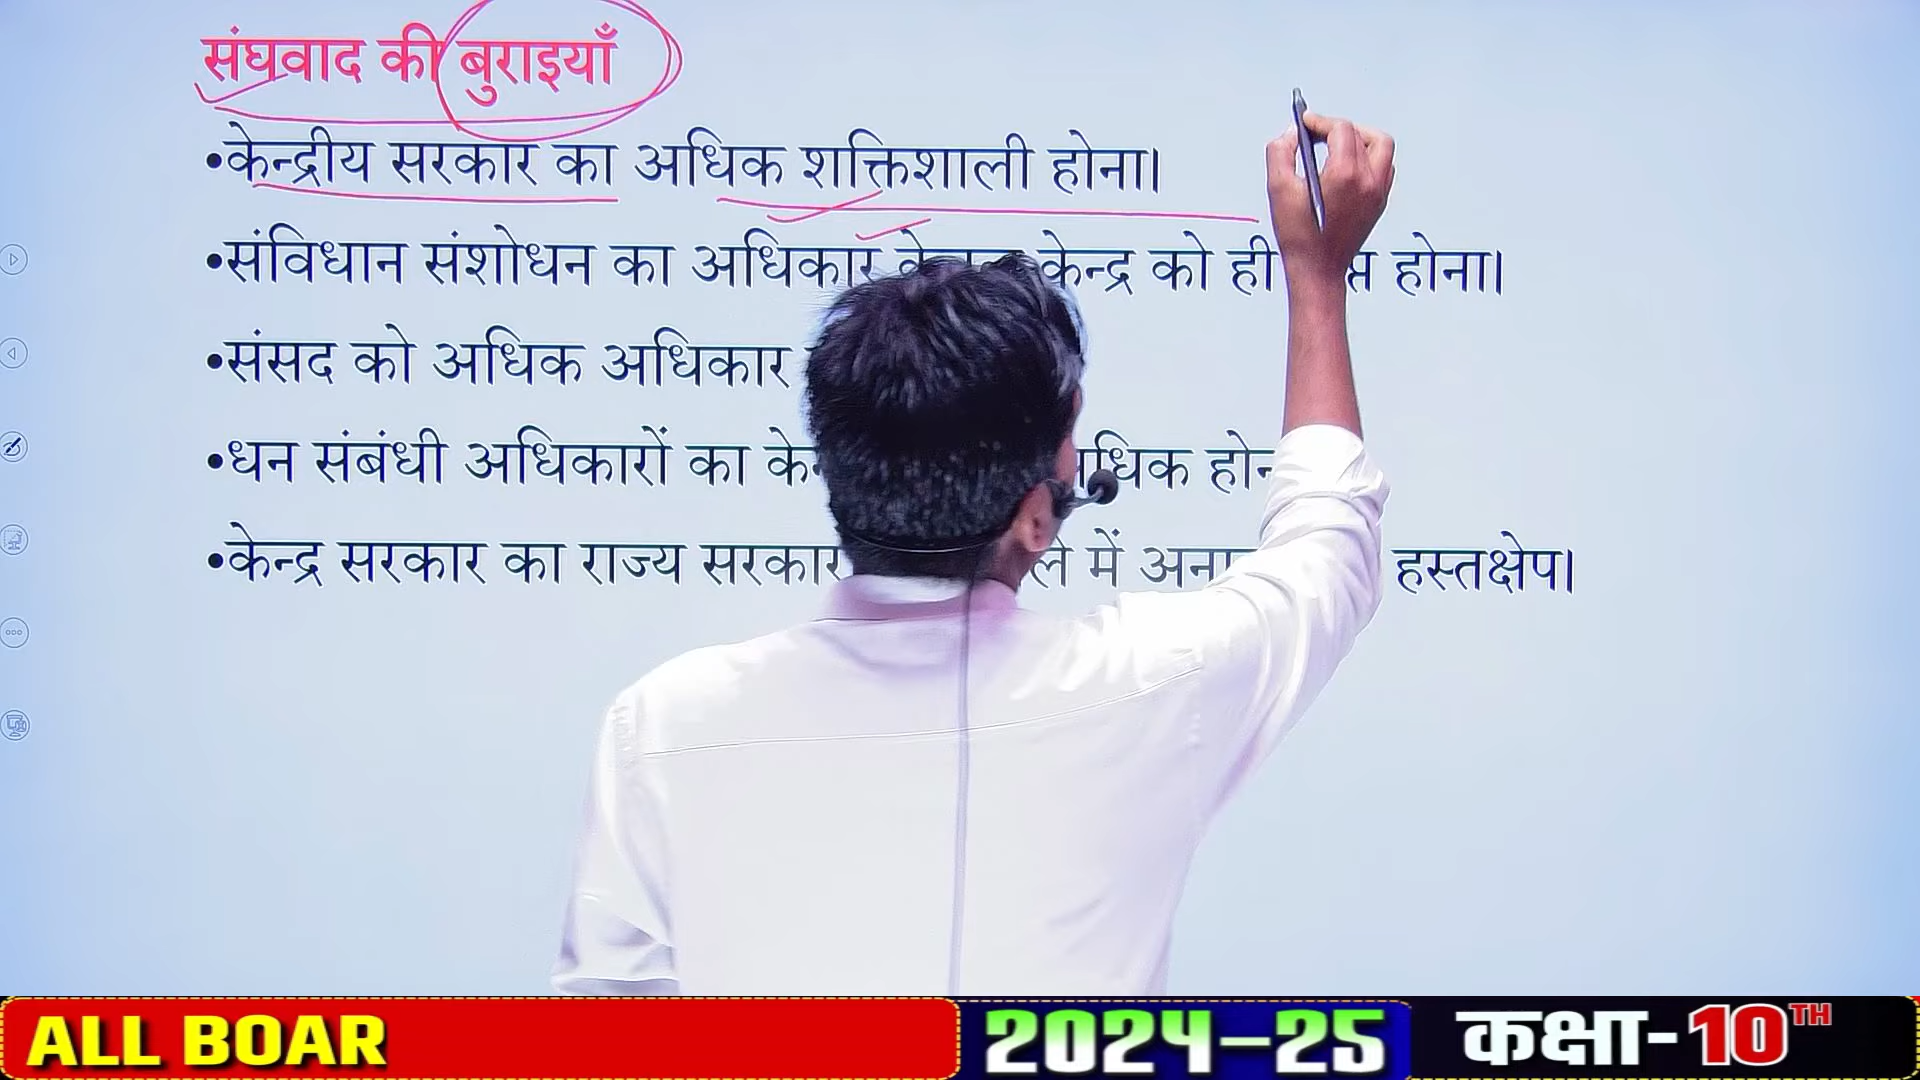 संघवाद की बुराइयाँ
•केन्द्रीय सरकार का अधिक शक्तिशाली होना।
•संविधान संशोधन का अधिकार केन्द्र को ही होना।
•संसद को अधिक अधिकार
•धन संबंधी अधिकारों का
•केन्द्र सरकार का राज्य सरकार में हस्तक्षेप।
ALL BOAR 2024-25 कक्षा-10TH